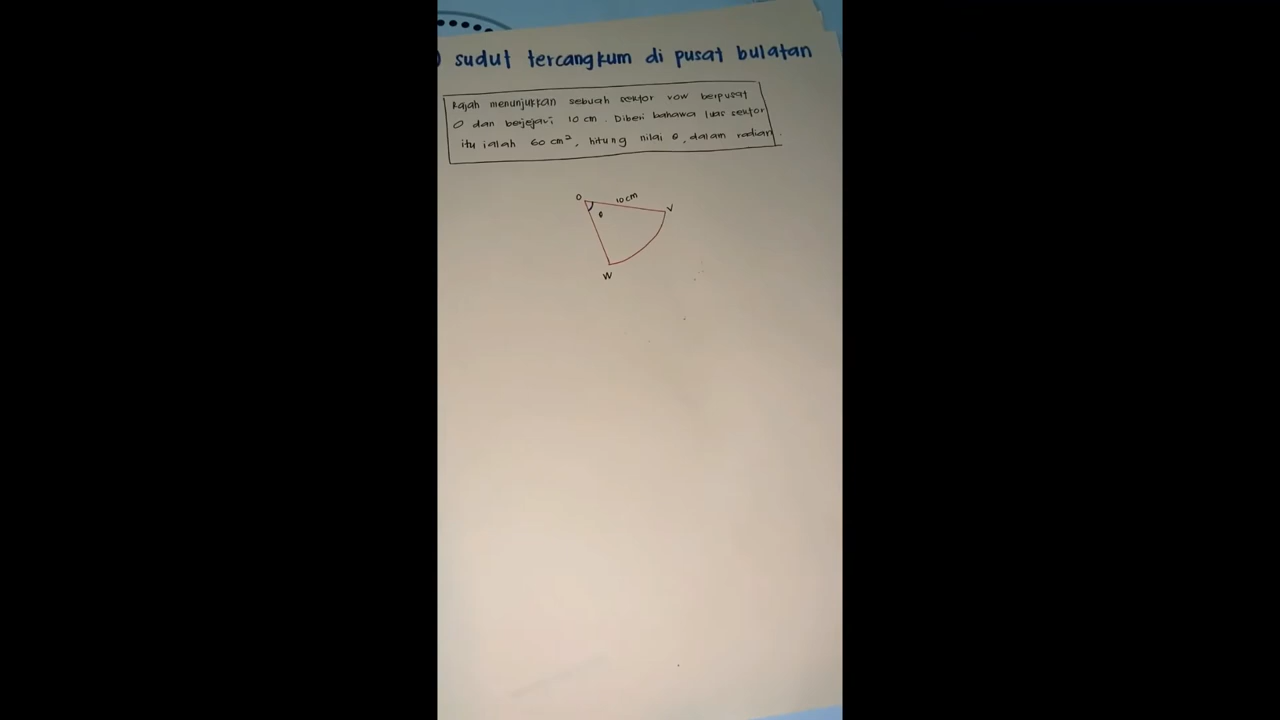 ) sudut tercangkum di pusat bulatan
Rajah menunjukkan sebuah sektor VOW berpusat
O dan berjejari 10 cm. Diberi bahawa luas sektor
itu ialah 60 cm², hitung nilai θ, dalam radian.
O
10 cm
V
θ
W